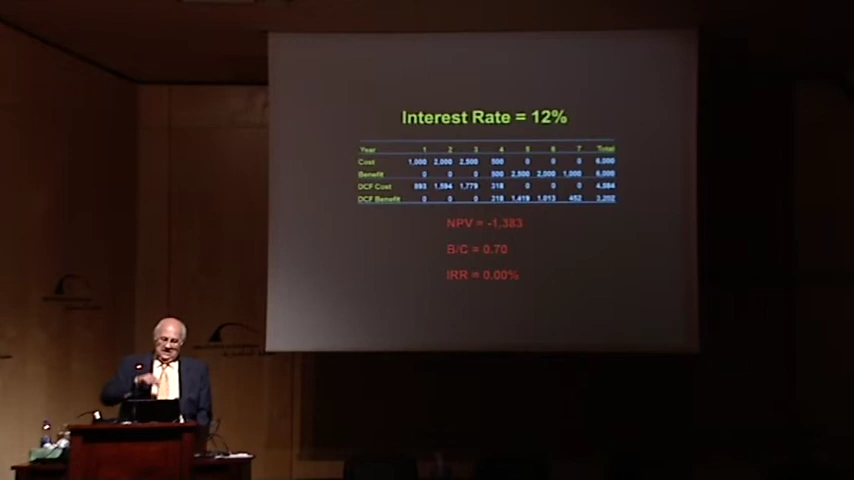 Interest Rate = 12%
Year 1 2 3 4 5 6 7 Total
Cost 1,000 2,000 2,500 500 0 0 0 6,000
Benefit 0 0 0 500 2,500 2,000 1,000 6,000
DCF Cost 893 1,594 1,779 318 0 0 0 4,584
DCF Benefit 0 0 0 318 1,419 1,013 452 3,202
NPV = -1,383
B/C = 0.70
IRR = 0.00%